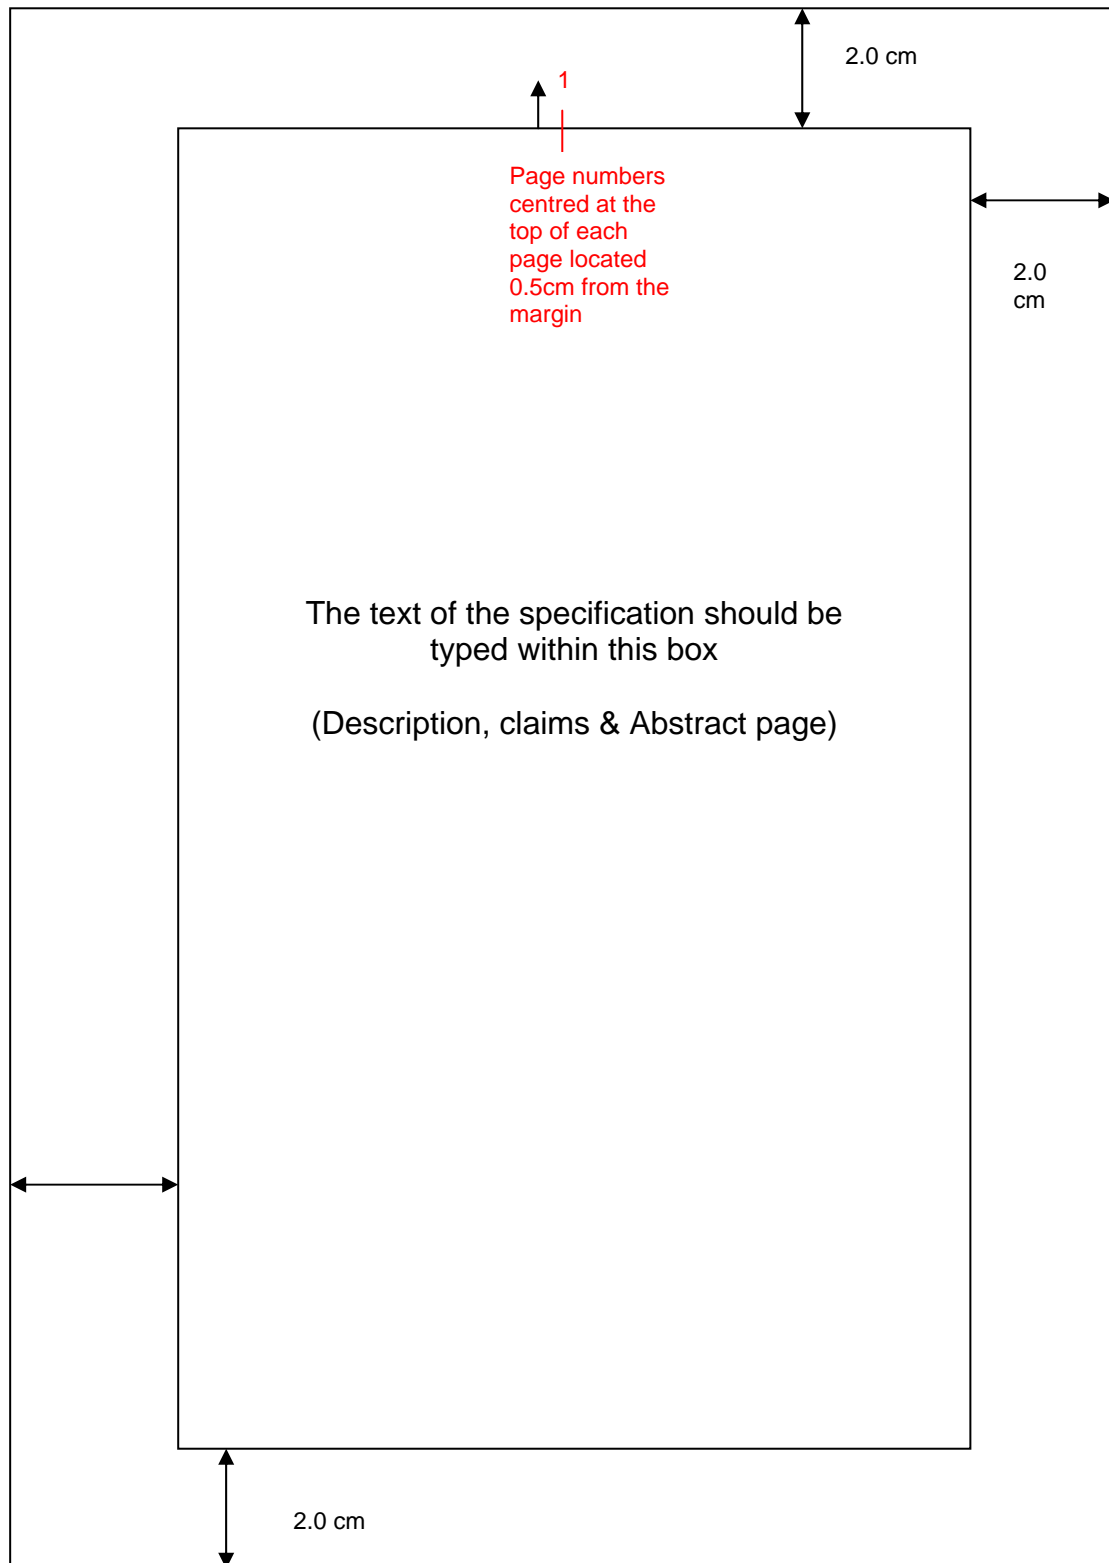 2.0 cm
1
Page numbers
centred at the
top of each
page located
0.5cm from the
margin
2.0
cm
The text of the specification should be
typed within this box
(Description, claims & Abstract page)
2.0 cm